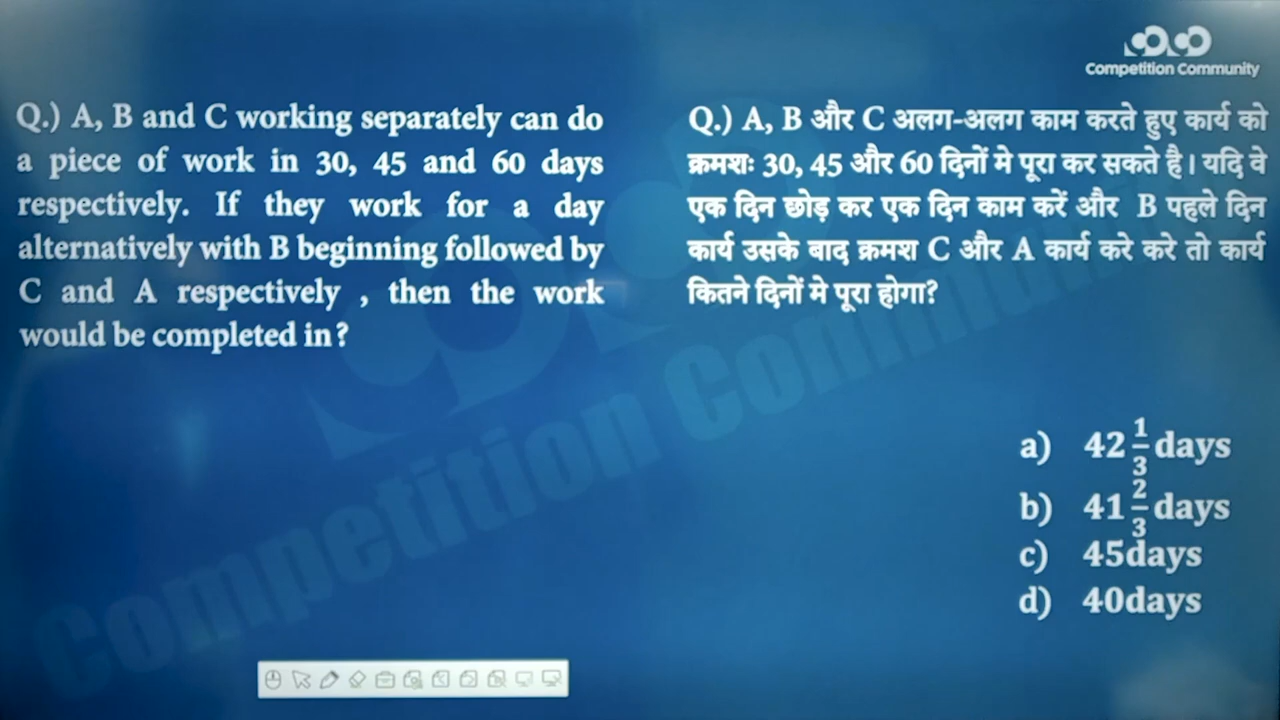 Competition Community
Q.) A, B and C working separately can do
a piece of work in 30, 45 and 60 days
respectively. If they work for a day
alternatively with B beginning followed by
C and A respectively , then the work
would be completed in?
Q.) A, B और C अलग-अलग काम करते हुए कार्य को
क्रमशः 30, 45 और 60 दिनों मे पूरा कर सकते है। यदि वे
एक दिन छोड़ कर एक दिन काम करें और B पहले दिन
कार्य उसके बाद क्रमश C और A कार्य करे करे तो कार्य
कितने दिनों मे पूरा होगा?
a) 42 1/3 days
b) 41 2/3 days
c) 45days
d) 40days
Competition Community